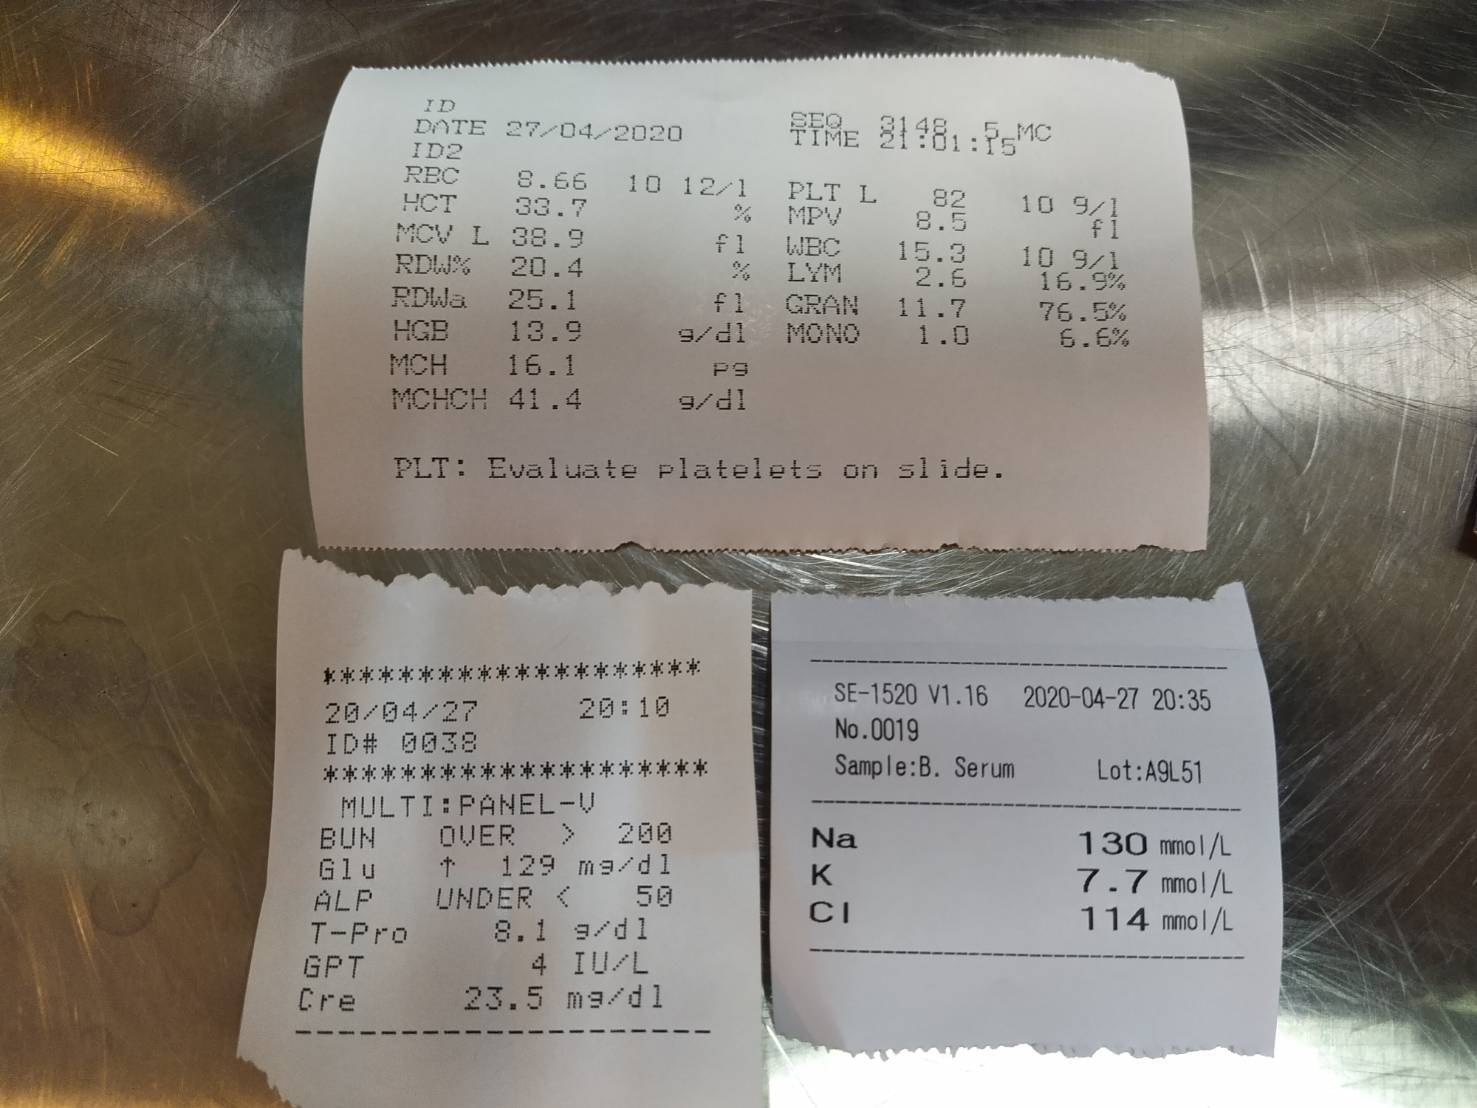 ID
DATE 27/04/2020
ID2
RBC 8.66 10 12/l
HCT 33.7 %
MCV L 38.9 fl
RDW% 20.4 %
RDWa 25.1 fl
HGB 13.9 g/dl
MCH 16.1 pg
MCHCH 41.4 g/dl
SEQ 3148 5 MC
TIME 21:01:15
PLT L 82 10 9/l
MPV 8.5 fl
WBC 15.3 10 9/l
LYM 2.6 16.9%
GRAN 11.7 76.5%
MONO 1.0 6.6%
PLT: Evaluate platelets on slide.
********************
20/04/27 20:10
ID# 0038
********************
MULTI:PANEL-V
BUN OVER > 200
Glu ↑ 129 mg/dl
ALP UNDER < 50
T-Pro 8.1 g/dl
GPT 4 IU/L
Cre 23.5 mg/dl
SE-1520 V1.16 2020-04-27 20:35
No.0019
Sample:B. Serum Lot:A9L51
Na 130 mmol/L
K 7.7 mmol/L
Cl 114 mmol/L